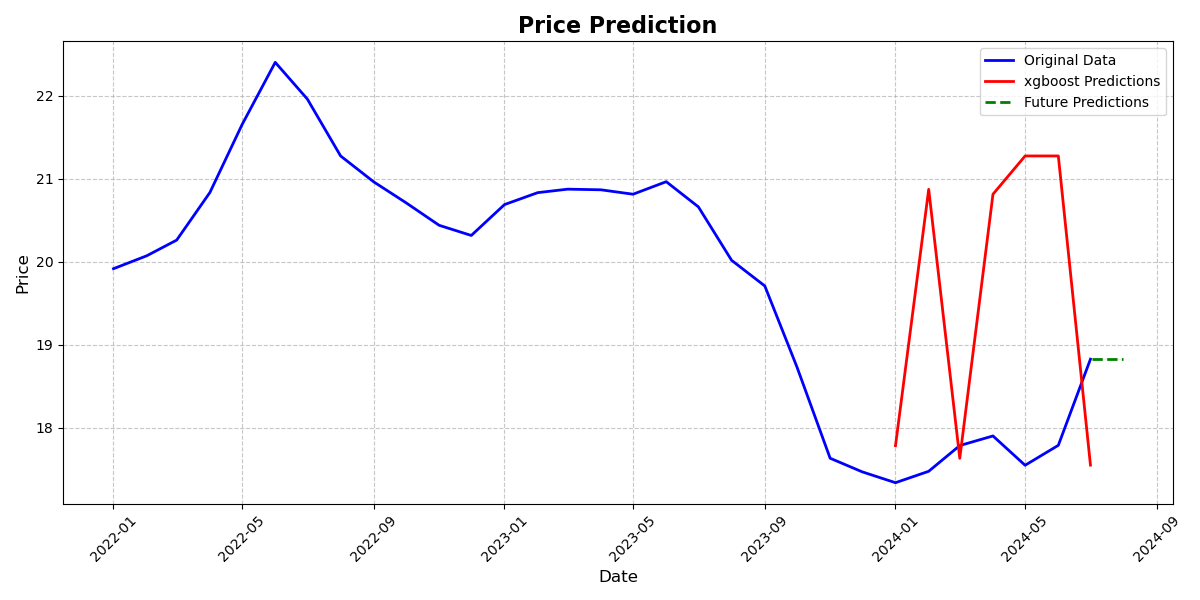 Price Prediction
Original Data
xgboost Predictions
Future Predictions
Price
22
21
20
19
18
2022-01
2022-05
2022-09
2023-01
2023-05
2023-09
2024-01
2024-05
2024-09
Date